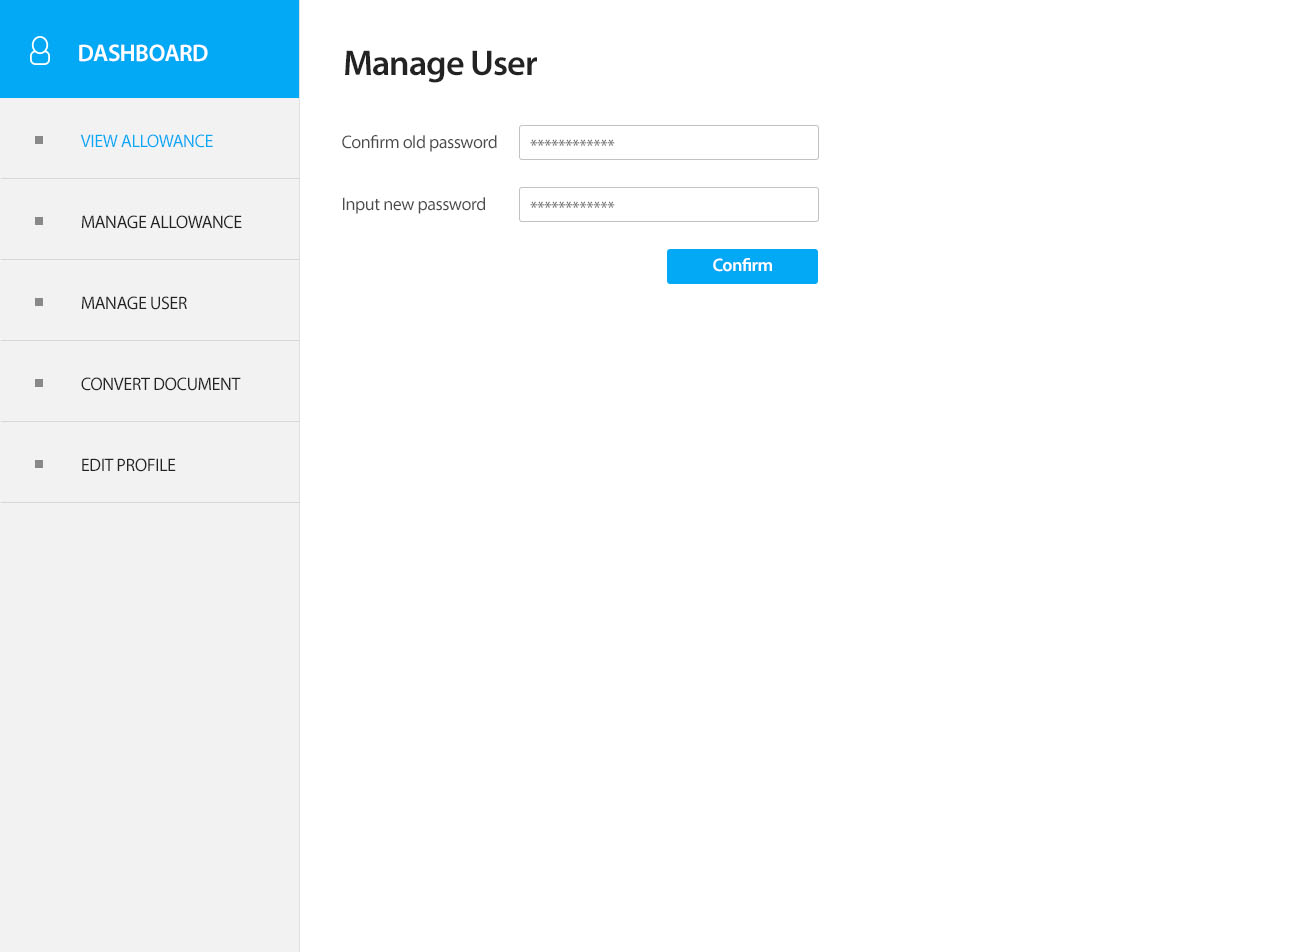 DASHBOARD
VIEW ALLOWANCE
MANAGE ALLOWANCE
MANAGE USER
CONVERT DOCUMENT
EDIT PROFILE
Manage User
Confirm old password ************
Input new password ************
Confirm